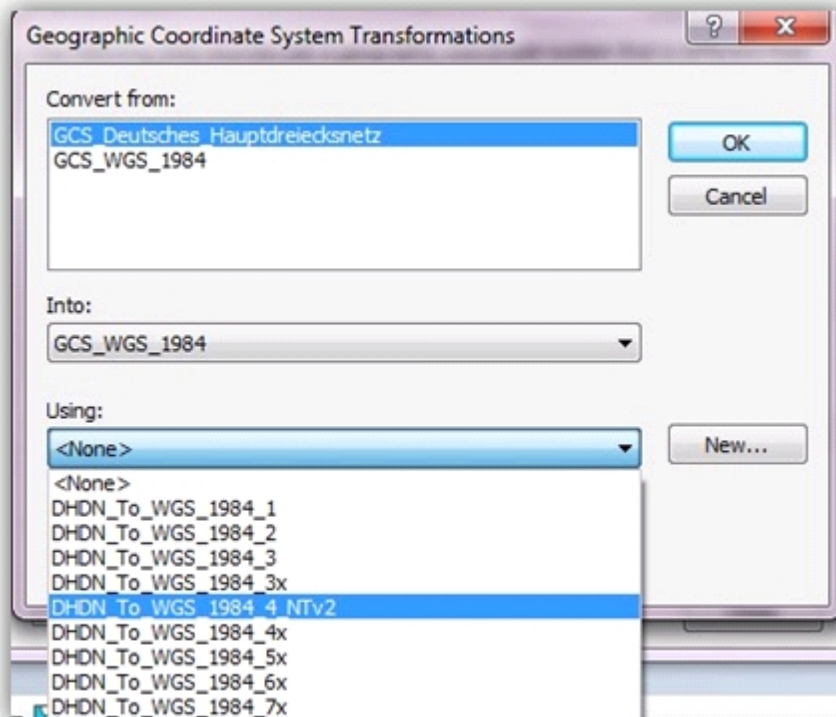 Geographic Coordinate System Transformations
Convert from:
GCS_Deutsches_Hauptdreiecksnetz
GCS_WGS_1984
OK
Cancel
Into:
GCS_WGS_1984
Using:
<None>
New...
<None>
DHDN_To_WGS_1984_1
DHDN_To_WGS_1984_2
DHDN_To_WGS_1984_3
DHDN_To_WGS_1984_3x
DHDN_To_WGS_1984_4_NTv2
DHDN_To_WGS_1984_4x
DHDN_To_WGS_1984_5x
DHDN_To_WGS_1984_6x
DHDN_To_WGS_1984_7x